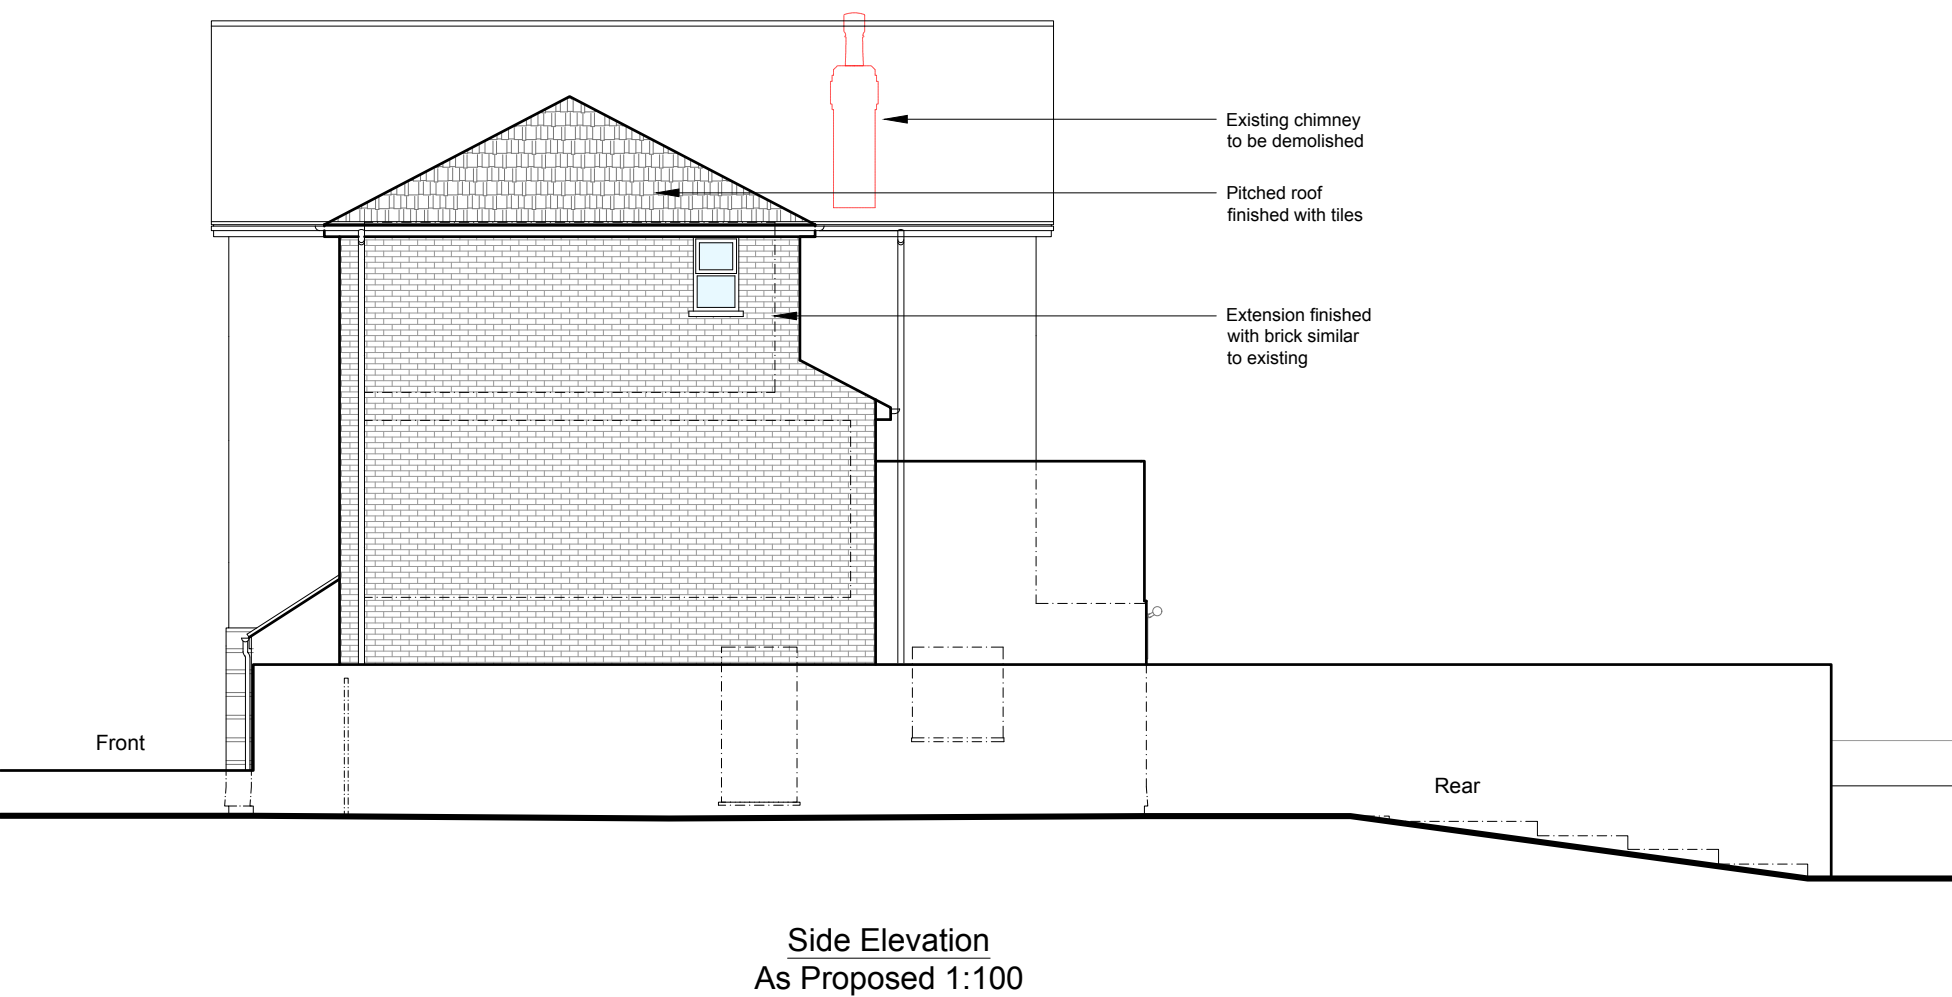 Existing chimney
to be demolished
Pitched roof
finished with tiles
Extension finished
with brick similar
to existing
Front
Rear
Side Elevation
As Proposed 1:100